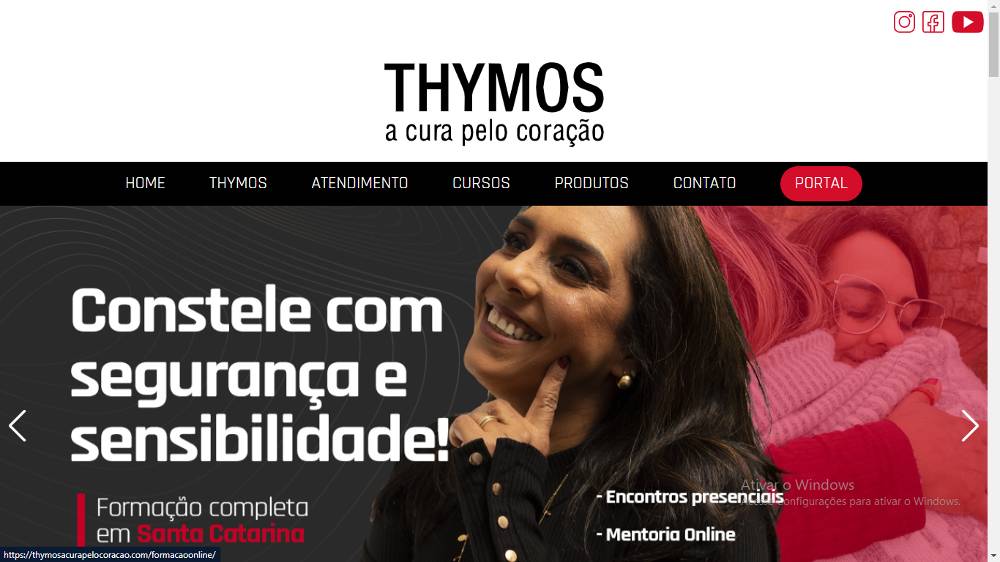 THYMOS
a cura pelo coração
HOME THYMOS ATENDIMENTO CURSOS PRODUTOS CONTATO PORTAL
Constele com
segurança e
sensibilidade!
Formação completa
em Santa Catarina
- Encontros presenciais
- Mentoria Online
Ativar o Windows
Acesse Configurações para ativar o Windows.
https://thymosacurapelocoracao.com/formacaoonline/